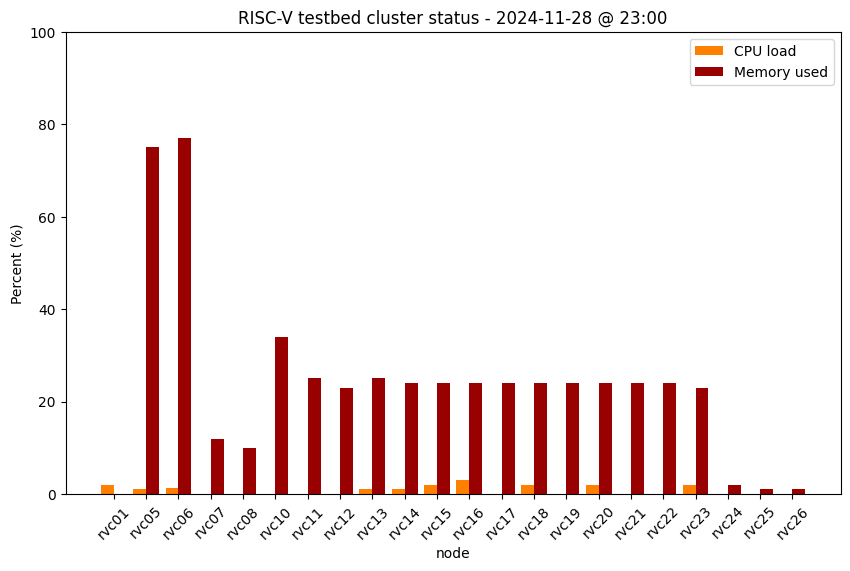 RISC-V testbed cluster status - 2024-11-28 @ 23:00
CPU load
Memory used
Percent (%)
100
80
60
40
20
0
rvc01 rvc05 rvc06 rvc07 rvc08 rvc10 rvc11 rvc12 rvc13 rvc14 rvc15 rvc16 rvc17 rvc18 rvc19 rvc20 rvc21 rvc22 rvc23 rvc24 rvc25 rvc26
node